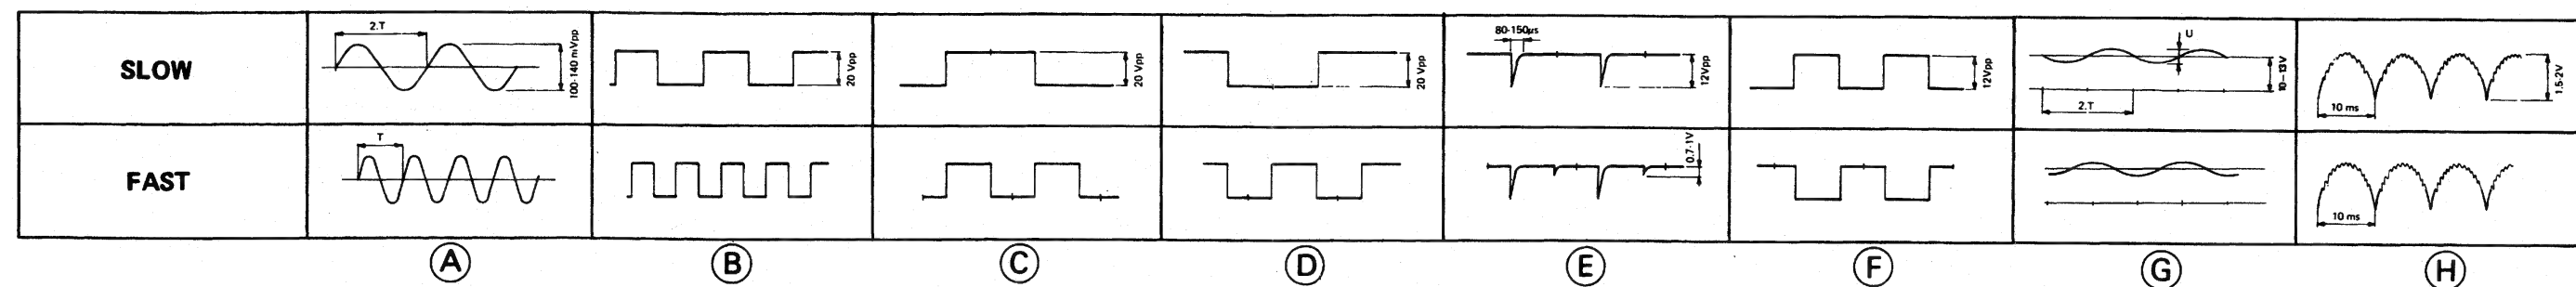 SLOW
2.T
100-140 mVpp
20 Vpp
20 Vpp
20 Vpp
80-150µs
12Vpp
12Vpp
U
10-13V
2.T
10 ms
1.5-2V
FAST
T
0.7-1V
10 ms
A
B
C
D
E
F
G
H